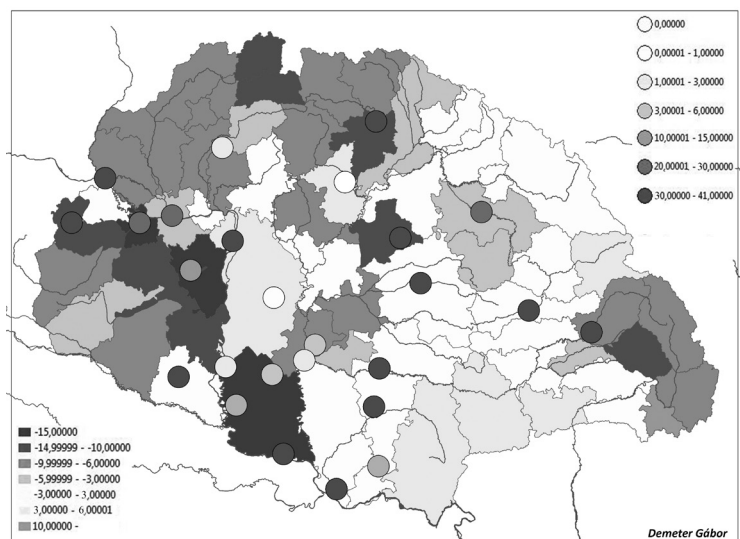 0,00000
0,00001 - 1,00000
1,00001 - 3,00000
3,00001 - 6,00000
10,00001 - 15,00000
20,00001 - 30,00000
30,00000 - 41,00000
-15,00000
-14,99999 - -10,00000
-9,99999 - -6,00000
-5,99999 - -3,00000
-3,00000 - 3,00000
3,00000 - 6,00001
10,00000 -
Demeter Gábor